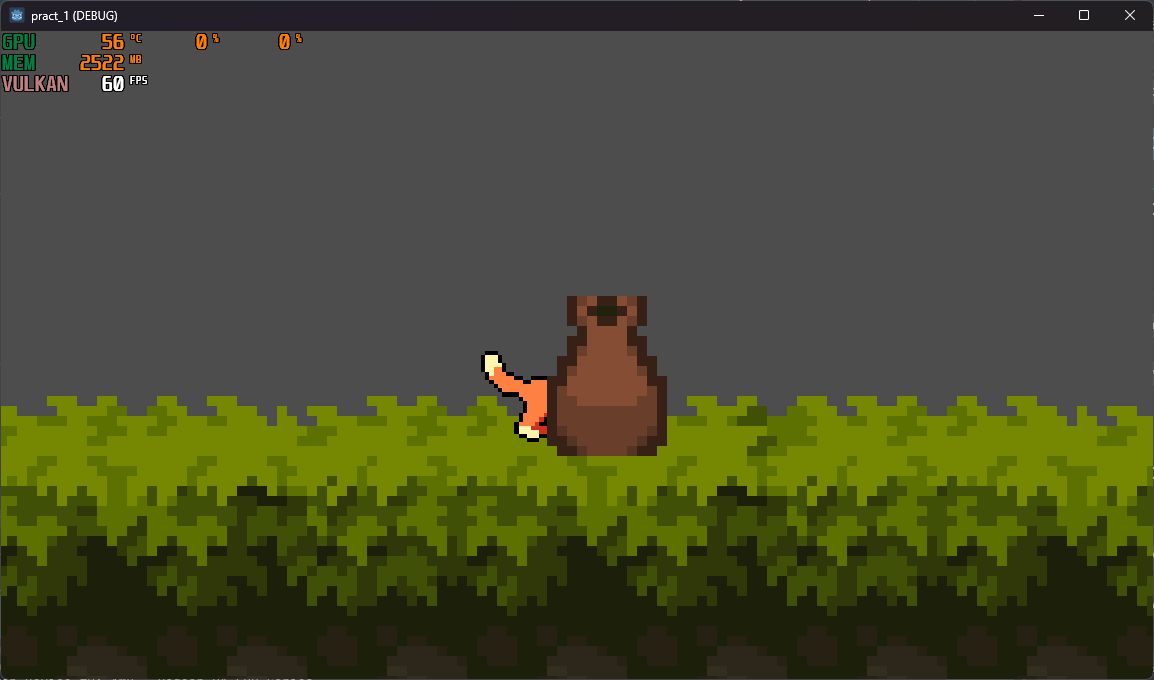 pract_1 (DEBUG)
GPU 56 °C 0 % 0 %
MEM 2522 MB
VULKAN 60 FPS